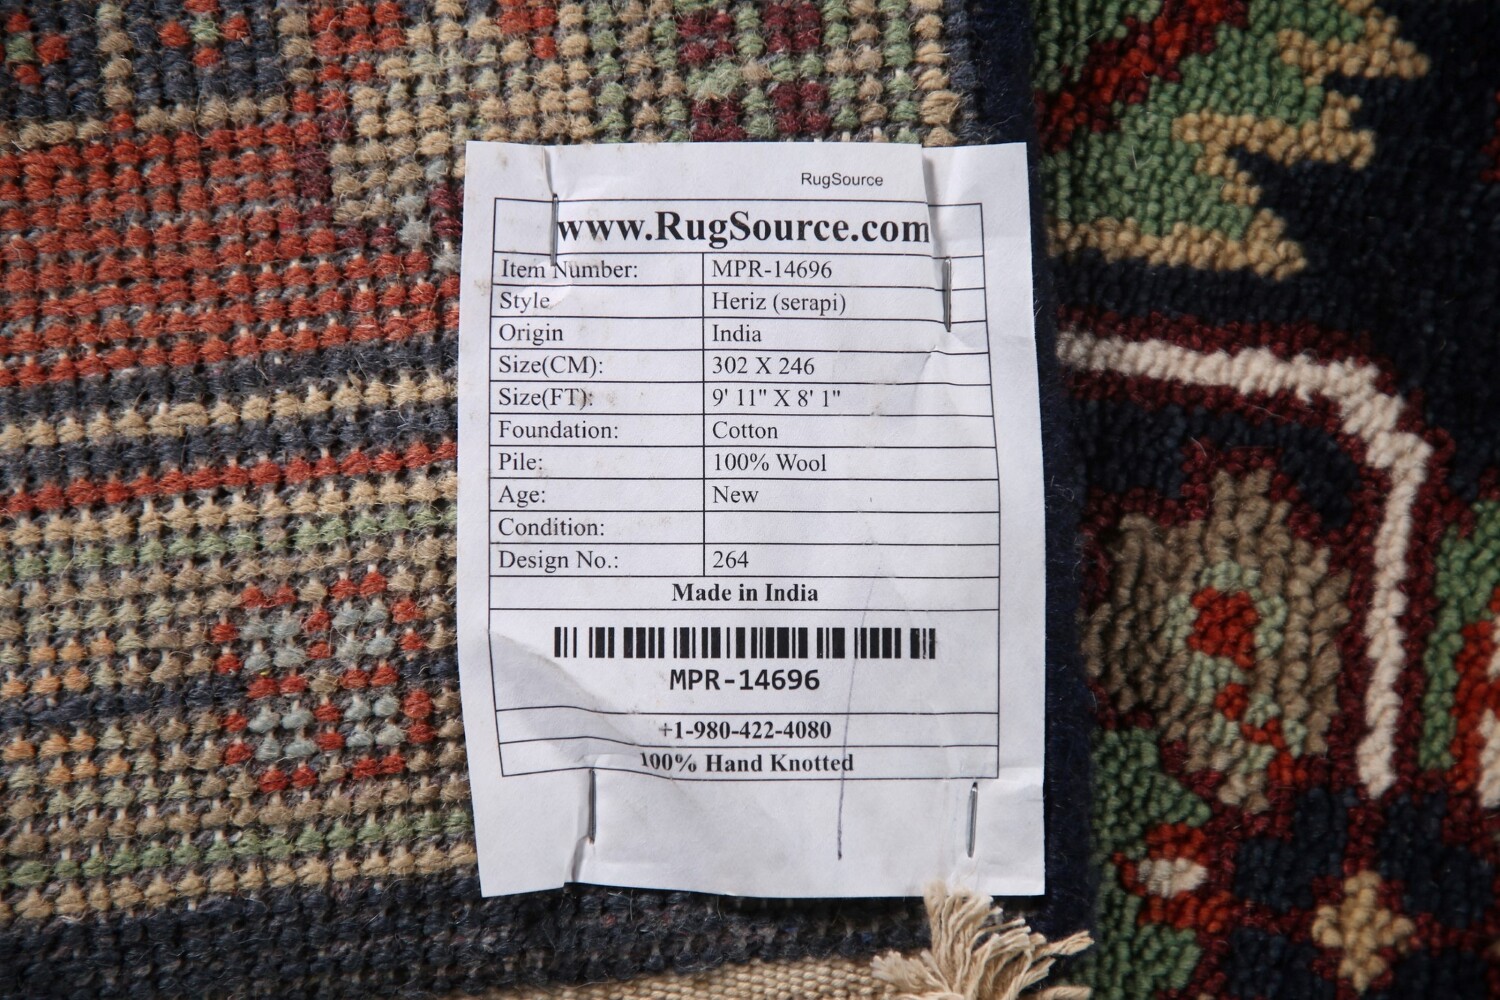 RugSource
www.RugSource.com
Item Number: MPR-14696
Style Heriz (serapi)
Origin India
Size(CM): 302 X 246
Size(FT): 9' 11" X 8' 1"
Foundation: Cotton
Pile: 100% Wool
Age: New
Condition:
Design No.: 264
Made in India
MPR-14696
+1-980-422-4080
100% Hand Knotted